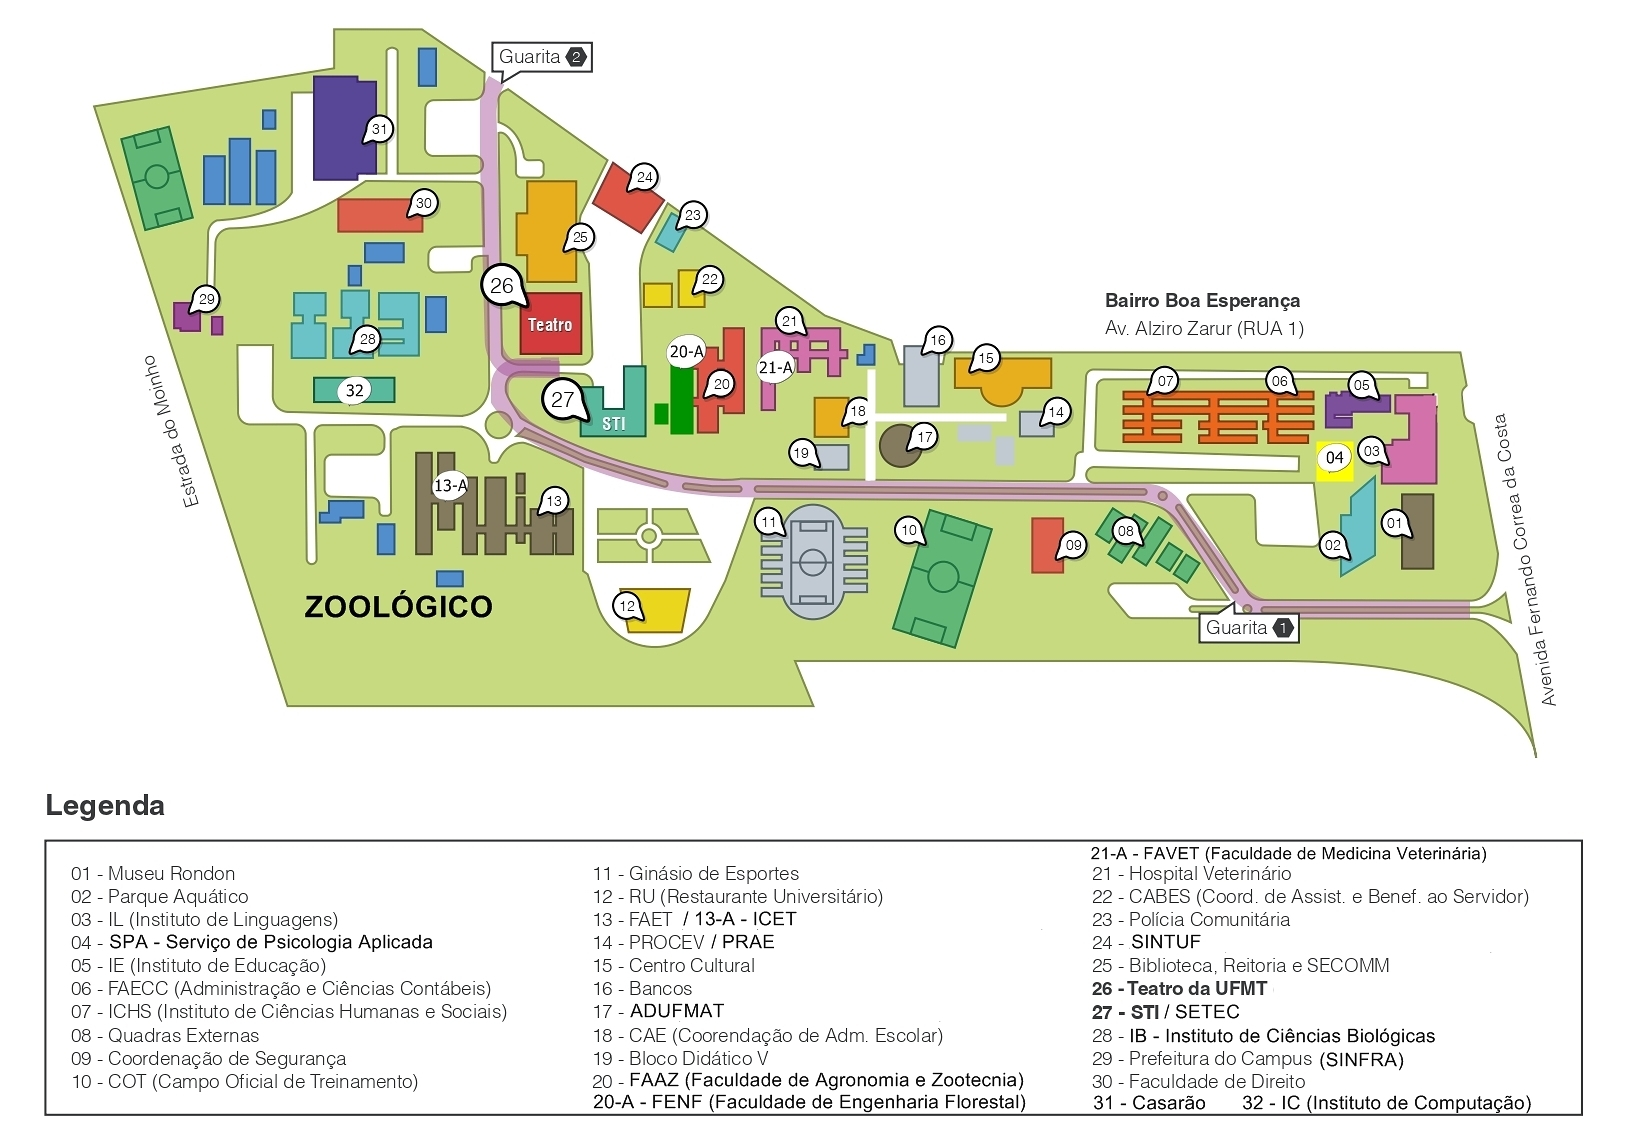 Guarita 2
31
24
30
23
25
22
29
26
Teatro
28
21
20-A
21-A
20
32
27
STI
18
19
17
16
15
14
Bairro Boa Esperança
Av. Alziro Zarur (RUA 1)
07
06
05
04
03
02
01
Estrada do Moinho
13-A
13
12
11
10
09
08
ZOOLÓGICO
Guarita 1
Avenida Fernando Correa da Costa
Legenda
01 - Museu Rondon
02 - Parque Aquático
03 - IL (Instituto de Linguagens)
04 - SPA - Serviço de Psicologia Aplicada
05 - IE (Instituto de Educação)
06 - FAECC (Administração e Ciências Contábeis)
07 - ICHS (Instituto de Ciências Humanas e Sociais)
08 - Quadras Externas
09 - Coordenação de Segurança
10 - COT (Campo Oficial de Treinamento)
11 - Ginásio de Esportes
12 - RU (Restaurante Universitário)
13 - FAET / 13-A - ICET
14 - PROCEV / PRAE
15 - Centro Cultural
16 - Bancos
17 - ADUFMAT
18 - CAE (Coorendação de Adm. Escolar)
19 - Bloco Didático V
20 - FAAZ (Faculdade de Agronomia e Zootecnia)
20-A - FENF (Faculdade de Engenharia Florestal)
21-A - FAVET (Faculdade de Medicina Veterinária)
21 - Hospital Veterinário
22 - CABES (Coord. de Assist. e Benef. ao Servidor)
23 - Polícia Comunitária
24 - SINTUF
25 - Biblioteca, Reitoria e SECOMM
26 - Teatro da UFMT
27 - STI / SETEC
28 - IB - Instituto de Ciências Biológicas
29 - Prefeitura do Campus (SINFRA)
30 - Faculdade de Direito
31 - Casarão 32 - IC (Instituto de Computação)